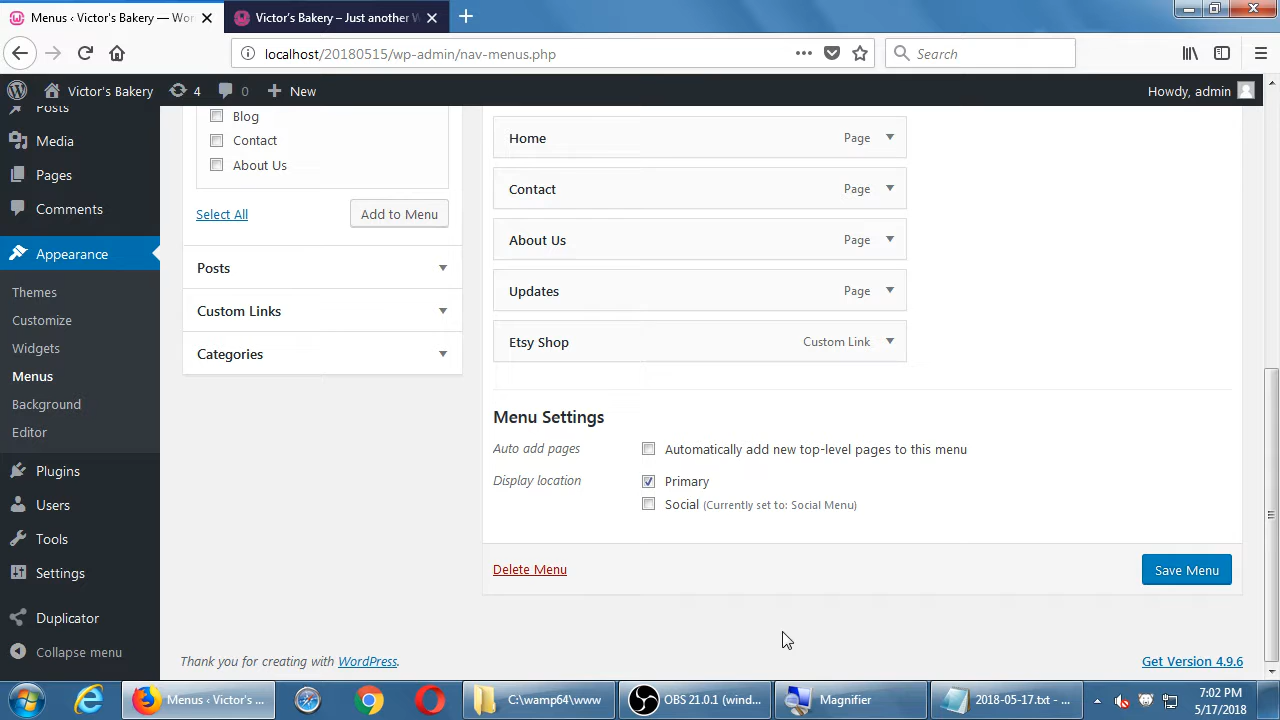 Menus ‹ Victor's Bakery — Wor
Victor's Bakery – Just another W
localhost/20180515/wp-admin/nav-menus.php
Search
Victor's Bakery
4
0
New
Howdy, admin
Posts
Media
Pages
Comments
Appearance
Themes
Customize
Widgets
Menus
Background
Editor
Plugins
Users
Tools
Settings
Duplicator
Collapse menu
Blog
Contact
About Us
Select All
Add to Menu
Posts
Custom Links
Categories
Home Page
Contact Page
About Us Page
Updates Page
Etsy Shop Custom Link
Menu Settings
Auto add pages Automatically add new top-level pages to this menu
Display location Primary
Social (Currently set to: Social Menu)
Delete Menu
Save Menu
Thank you for creating with WordPress.
Get Version 4.9.6
Menus ‹ Victor's ...
C:\wamp64\www
OBS 21.0.1 (wind...
Magnifier
2018-05-17.txt - ...
7:02 PM
5/17/2018